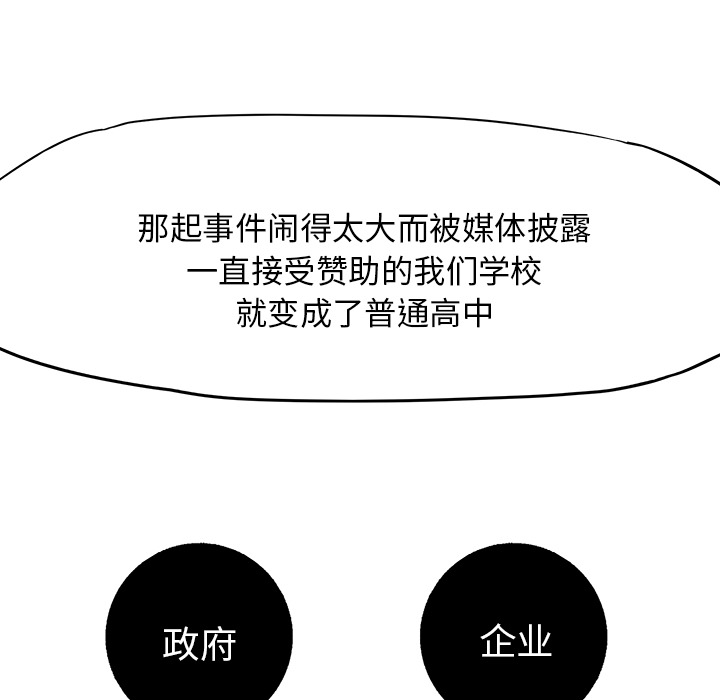 那起事件闹得太大而被媒体披露
一直接受赞助的我们学校
就变成了普通高中
政府
企业